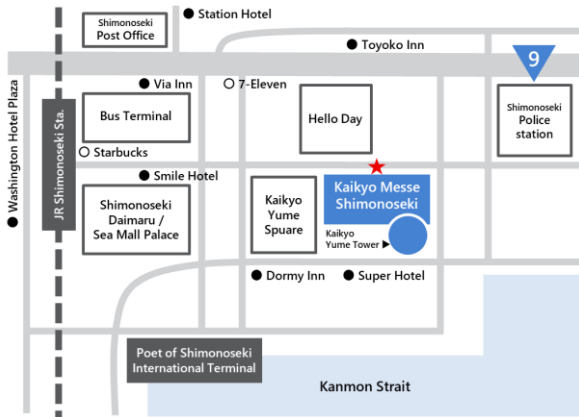 Station Hotel
Shimonoseki
Post Office
Toyoko Inn
9
Via Inn
7-Eleven
Washington Hotel Plaza
JR Shimonoseki Sta.
Bus Terminal
Hello Day
Shimonoseki
Police
station
Starbucks
Smile Hotel
Kaikyo Messe
Shimonoseki
Shimonoseki
Daimaru /
Sea Mall Palace
Kaikyo
Yume
Spuare
Kaikyo
Yume Tower ▶
Dormy Inn
Super Hotel
Poet of Shimonoseki
International Terminal
Kanmon Strait